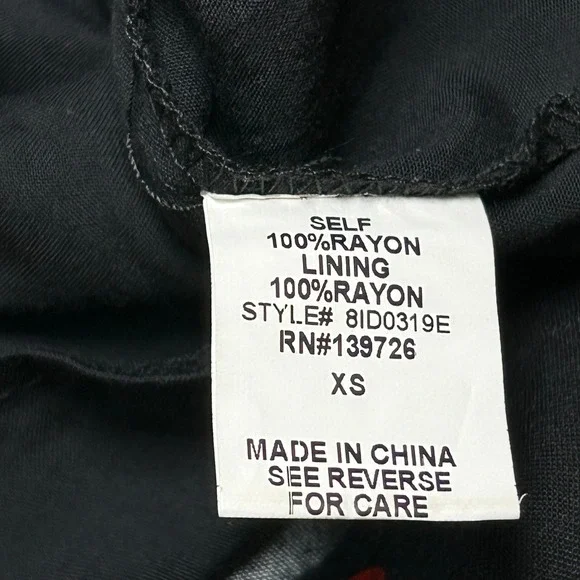 SELF
100%RAYON
LINING
100%RAYON
STYLE# 8ID0319E
RN#139726
XS
MADE IN CHINA
SEE REVERSE
FOR CARE